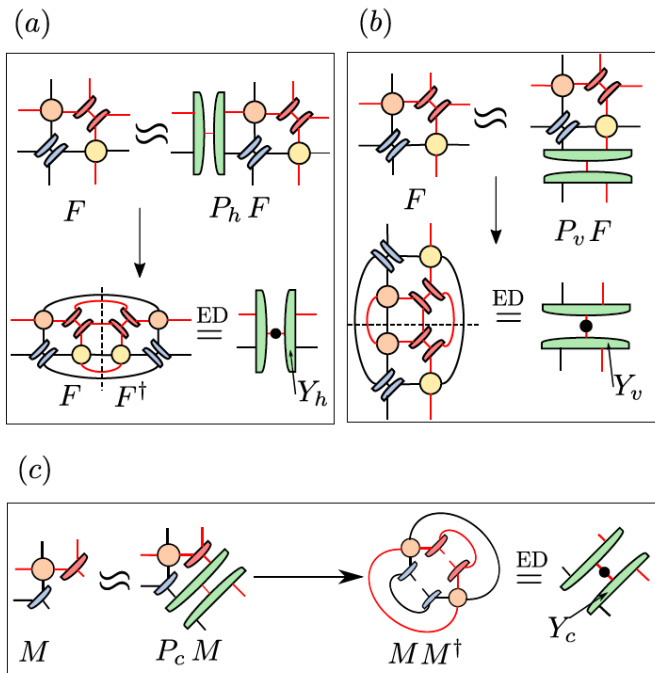 (a)
(b)
F
P_h F
F
P_v F
ED
=
F
F†
Y_h
ED
=
Y_v
(c)
M
P_c M
M M†
ED
=
Y_c